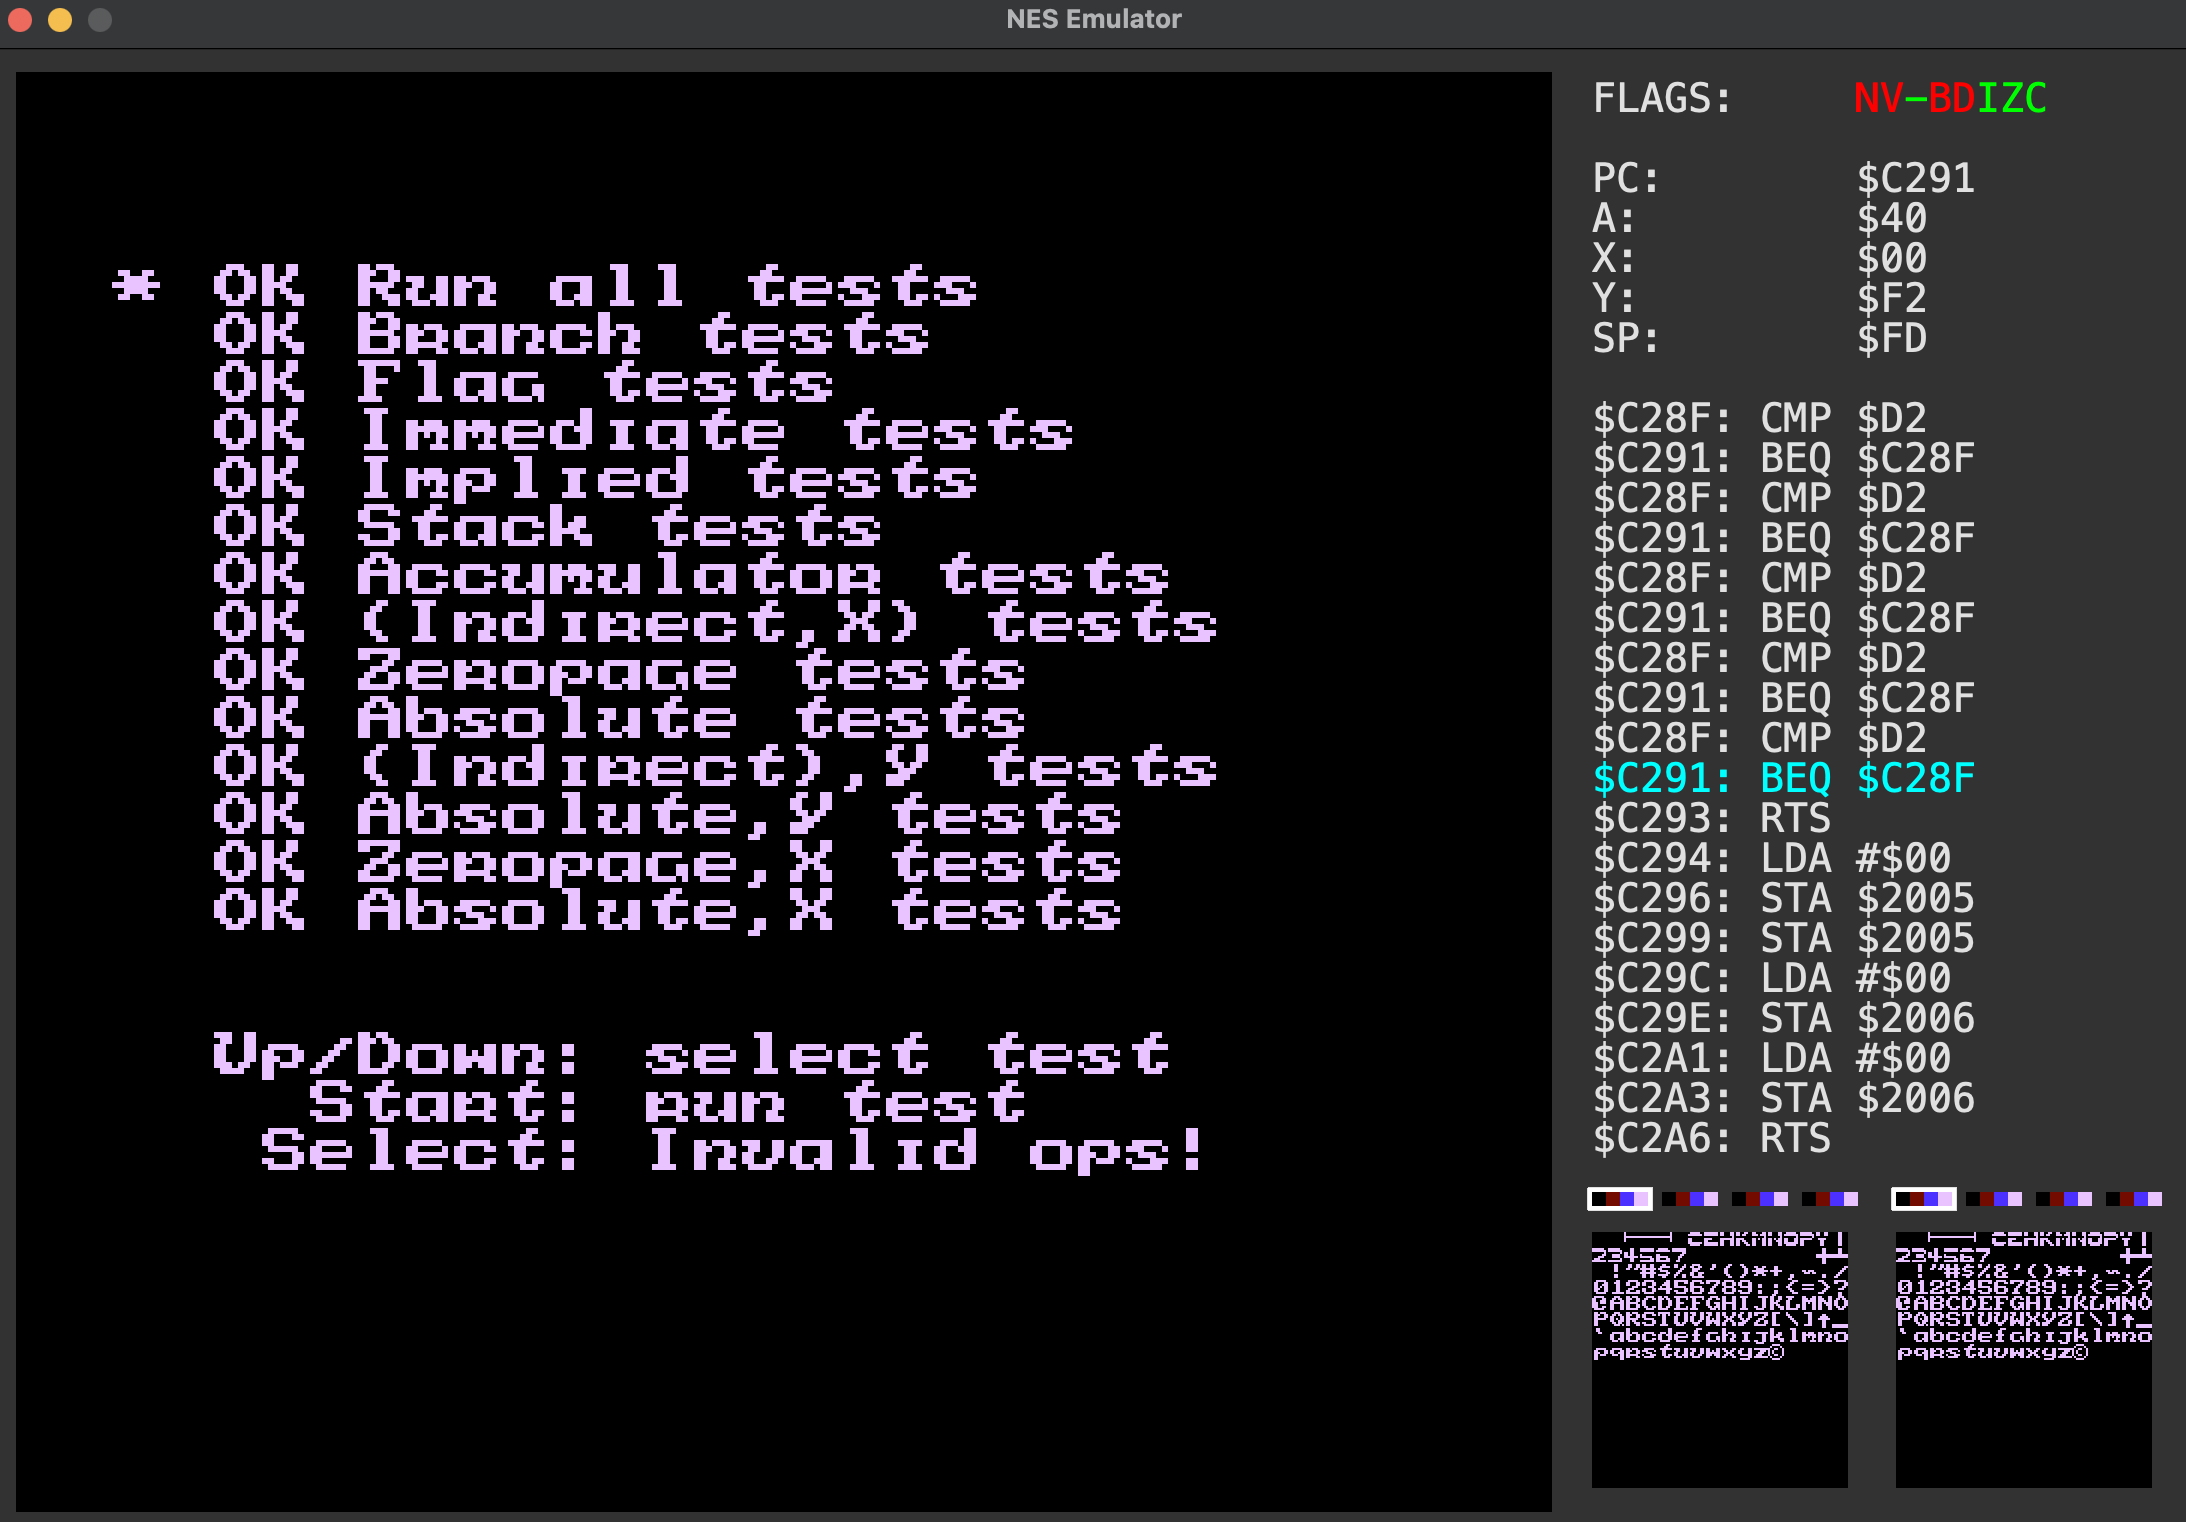 NES Emulator
* OK Run all tests
OK Branch tests
OK Flag tests
OK Immediate tests
OK Implied tests
OK Stack tests
OK Accumulator tests
OK (Indirect,X) tests
OK Zeropage tests
OK Absolute tests
OK (Indirect),Y tests
OK Absolute,Y tests
OK Zeropage,X tests
OK Absolute,X tests
Up/Down: select test
Start: run test
Select: Invalid ops!
FLAGS: NV-BDIZC
PC: $C291
A: $40
X: $00
Y: $F2
SP: $FD
$C28F: CMP $D2
$C291: BEQ $C28F
$C28F: CMP $D2
$C291: BEQ $C28F
$C28F: CMP $D2
$C291: BEQ $C28F
$C28F: CMP $D2
$C291: BEQ $C28F
$C28F: CMP $D2
$C291: BEQ $C28F
$C293: RTS
$C294: LDA #$00
$C296: STA $2005
$C299: STA $2005
$C29C: LDA #$00
$C29E: STA $2006
$C2A1: LDA #$00
$C2A3: STA $2006
$C2A6: RTS
234567
!"#$%&'()*+,-./
0123456789:;<=>?
@ABCDEFGHIJKLMNO
PQRSTUVWXYZ[\]↑_
`abcdefghijklmno
pqrstuvwxyz©
234567
!"#$%&'()*+,-./
0123456789:;<=>?
@ABCDEFGHIJKLMNO
PQRSTUVWXYZ[\]↑_
`abcdefghijklmno
pqrstuvwxyz©